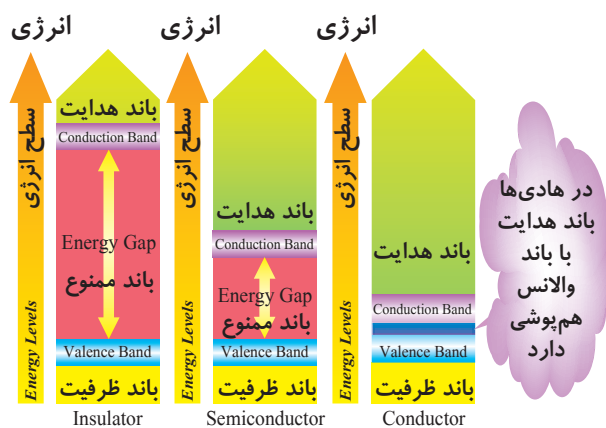 انرژی
سطح انرژی
Energy Levels
باند هدایت
Conduction Band
Energy Gap
باند ممنوع
Valence Band
باند ظرفیت
Insulator
انرژی
سطح انرژی
Energy Levels
باند هدایت
Conduction Band
Energy Gap
باند ممنوع
Valence Band
باند ظرفیت
Semiconductor
انرژی
سطح انرژی
Energy Levels
باند هدایت
Conduction Band
Valence Band
باند ظرفیت
Conductor
در هادی‌ها
باند هدایت
با باند
والانس
هم‌پوشی
دارد